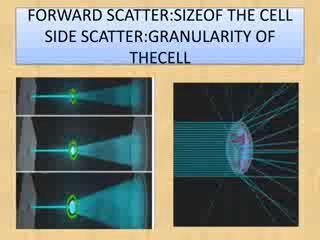 FORWARD SCATTER:SIZEOF THE CELL
SIDE SCATTER:GRANULARITY OF
THECELL